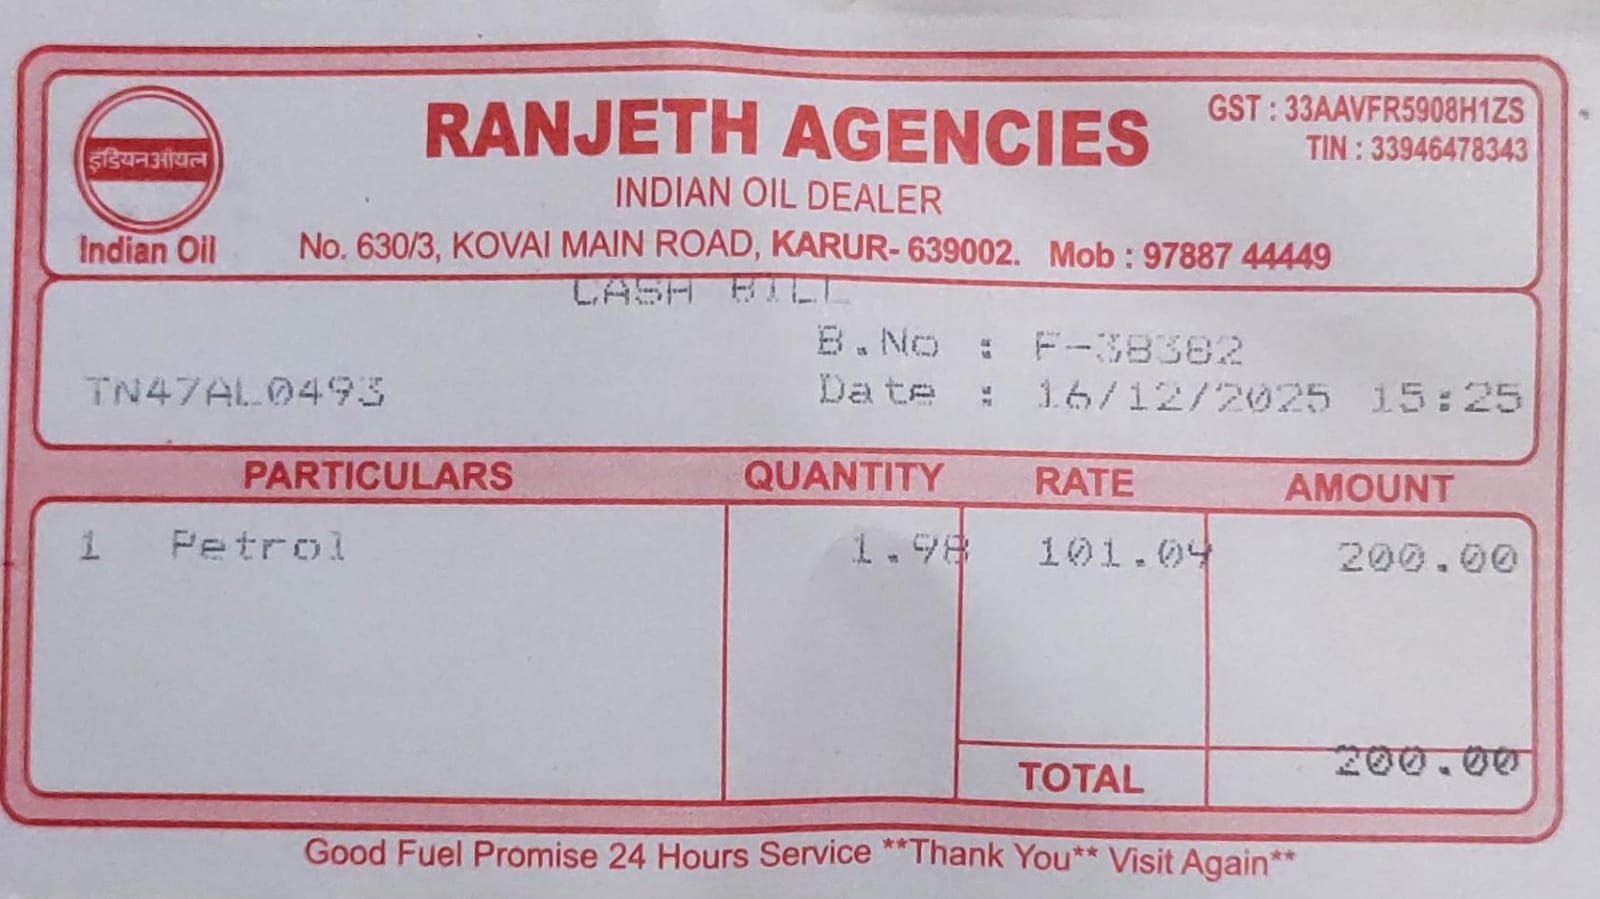 इंडियनऑयल
Indian Oil
RANJETH AGENCIES
GST : 33AAVFR5908H1ZS
TIN : 33946478343
INDIAN OIL DEALER
No. 630/3, KOVAI MAIN ROAD, KARUR- 639002. Mob : 97887 44449
CASH BILL
B.No : F-38382
TN47AL0493 Date : 16/12/2025 15:25
PARTICULARS QUANTITY RATE AMOUNT
1 Petrol 1.98 101.04 200.00
TOTAL 200.00
Good Fuel Promise 24 Hours Service **Thank You** Visit Again**